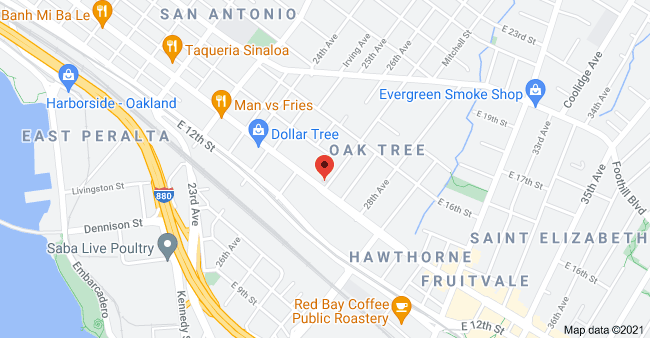 Banh Mi Ba Le
SAN ANTONIO
Taqueria Sinaloa
24th Ave
Irving Ave
25th Ave
26th Ave
Mitchell St
E 23rd St
Coolidge Ave
Harborside - Oakland
Man vs Fries
Evergreen Smoke Shop
34th Ave
E 19th St
EAST PERALTA
E 12th St
Dollar Tree
OAK TREE
33rd Ave
Foothill Blvd
35th Ave
E 17th St
Livingston St
880
23rd Ave
28th Ave
E 16th St
Dennison St
Saba Live Poultry
26th Ave
HAWTHORNE
SAINT ELIZABETH
Embarcadero
E 9th St
FRUITVALE
E 16th St
Kennedy S
Red Bay Coffee
Public Roastery
E 12th St
36th Ave
Map data ©2021